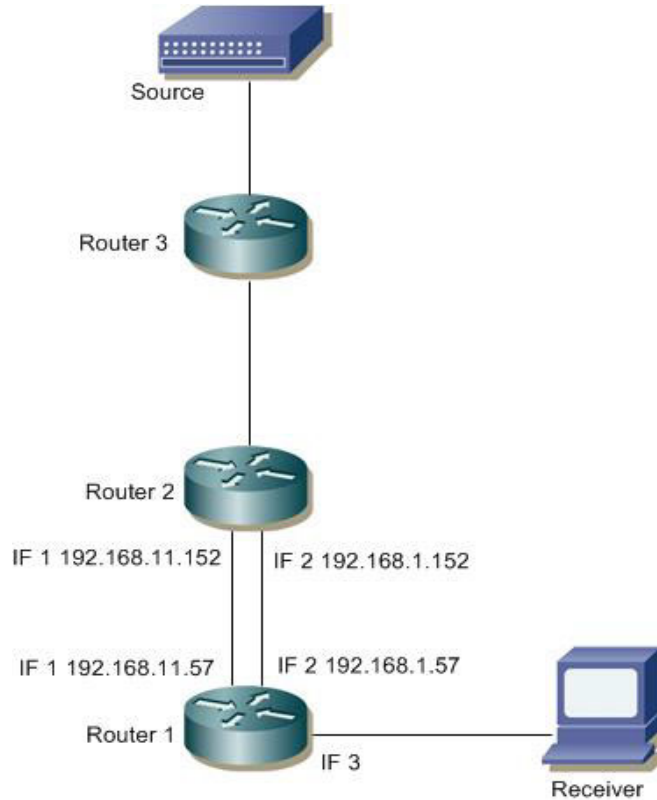 Source
Router 3
Router 2
IF 1 192.168.11.152
IF 2 192.168.1.152
IF 1 192.168.11.57
IF 2 192.168.1.57
Router 1
IF 3
Receiver